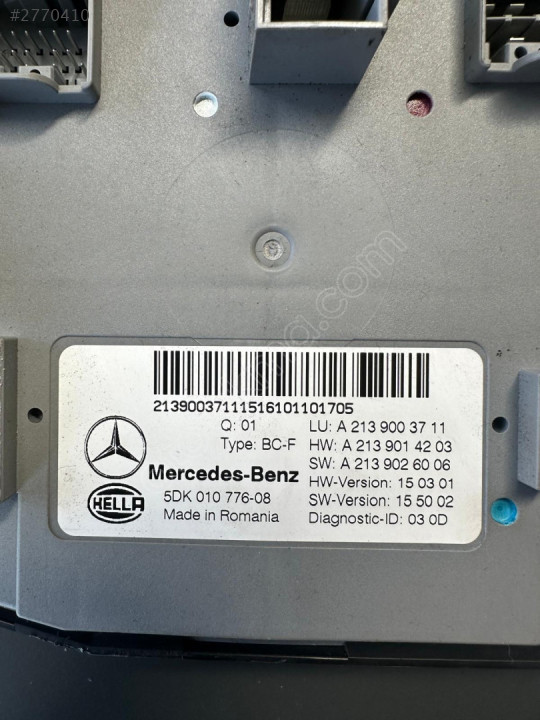 #2770410
21390037111516101101705
Q: 01
Type: BC-F
Mercedes-Benz
HELLA
5DK 010 776-08
Made in Romania
LU: A 213 900 37 11
HW: A 213 901 42 03
SW: A 213 902 60 06
HW-Version: 15 03 01
SW-Version: 15 50 02
Diagnostic-ID: 03 0D